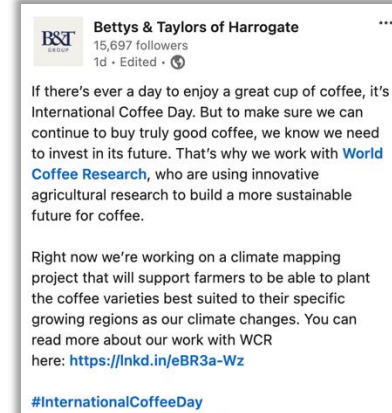 B&T
GROUP
Bettys & Taylors of Harrogate
15,697 followers
1d • Edited •
...
If there's ever a day to enjoy a great cup of coffee, it's
International Coffee Day. But to make sure we can
continue to buy truly good coffee, we know we need
to invest in its future. That's why we work with World
Coffee Research, who are using innovative
agricultural research to build a more sustainable
future for coffee.
Right now we're working on a climate mapping
project that will support farmers to be able to plant
the coffee varieties best suited to their specific
growing regions as our climate changes. You can
read more about our work with WCR
here: https://lnkd.in/eBR3a-Wz
#InternationalCoffeeDay